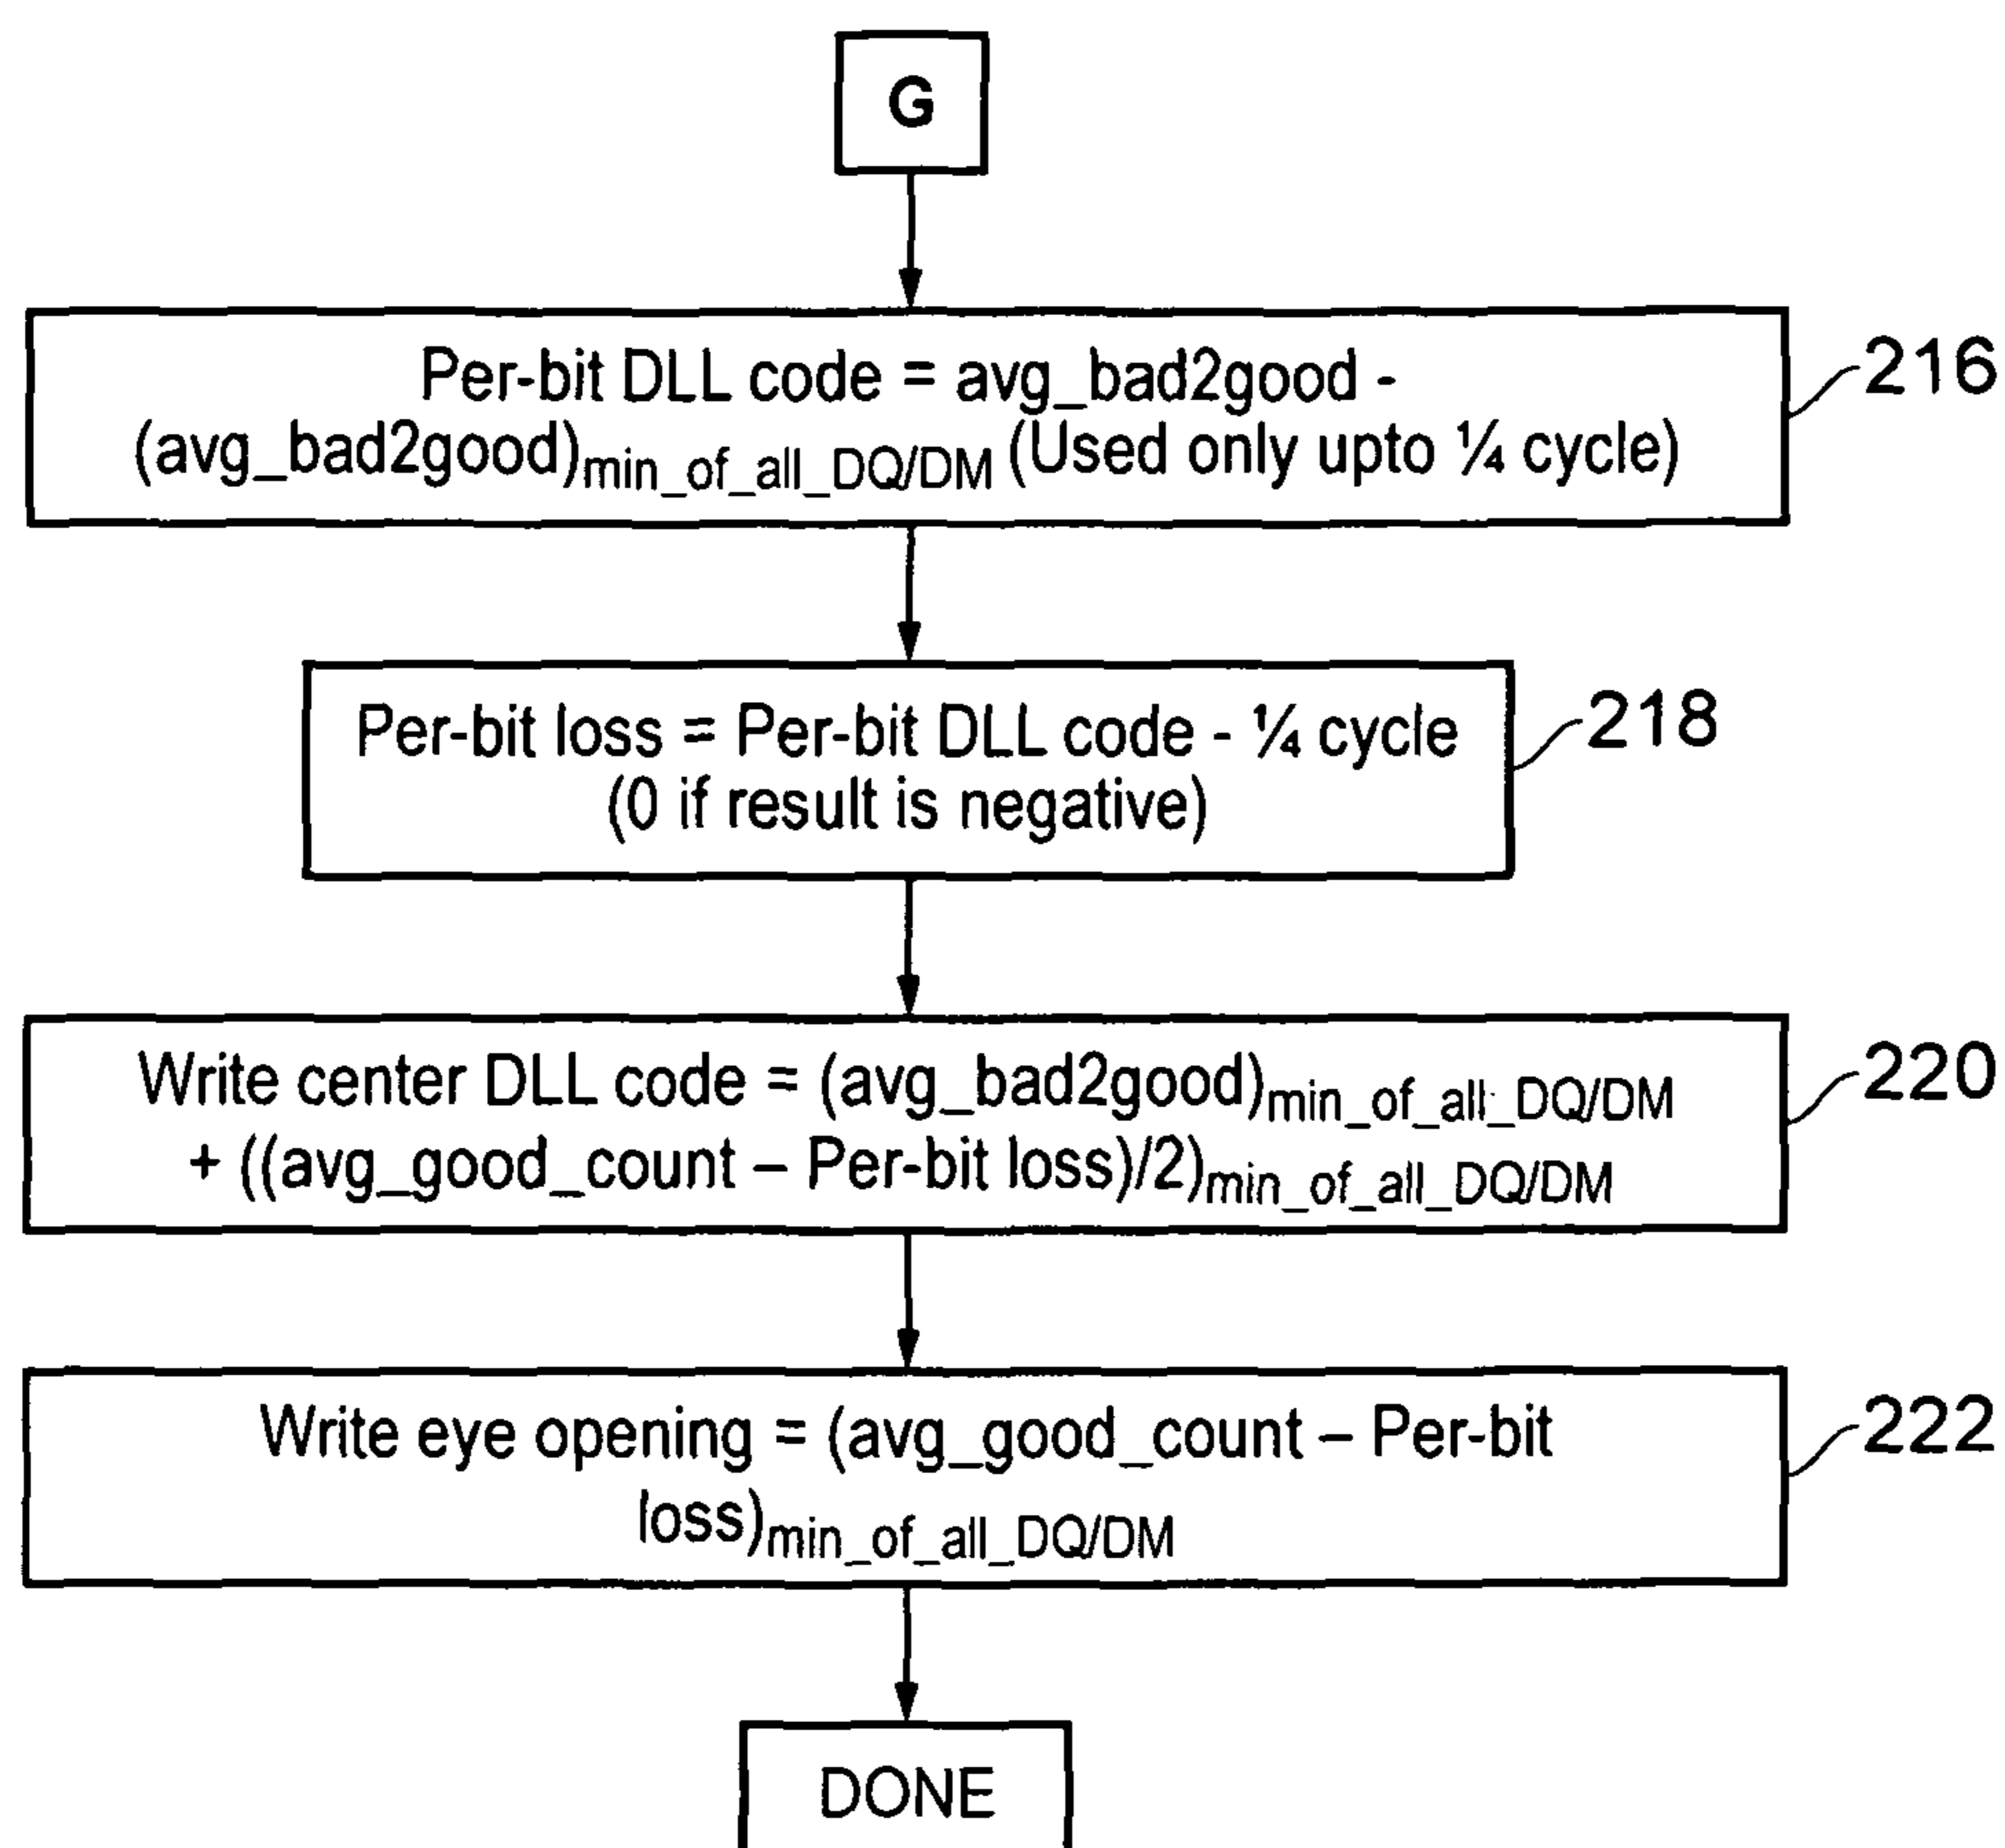 G
Per-bit DLL code = avg_bad2good -
(avg_bad2good)min_of_all_DQ/DM (Used only upto ¼ cycle)
216
Per-bit loss = Per-bit DLL code - ¼ cycle
(0 if result is negative)
218
Write center DLL code = (avg_bad2good)min_of_all_DQ/DM
+ ((avg_good_count – Per-bit loss)/2)min_of_all_DQ/DM
220
Write eye opening = (avg_good_count – Per-bit
loss)min_of_all_DQ/DM
222
DONE